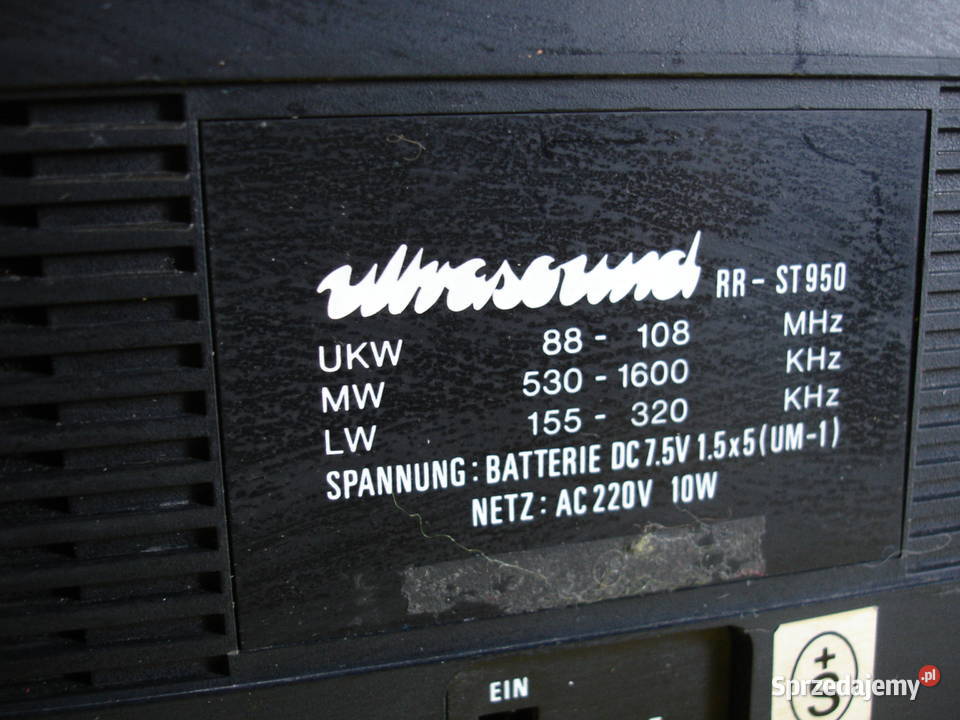 ultrasound RR - ST950
UKW 88 - 108 MHz
MW 530 - 1600 KHz
LW 155 - 320 KHz
SPANNUNG: BATTERIE DC 7.5V 1.5x5 (UM-1)
NETZ: AC 220V 10W
EIN
+
S
Sprzedajemy.pl